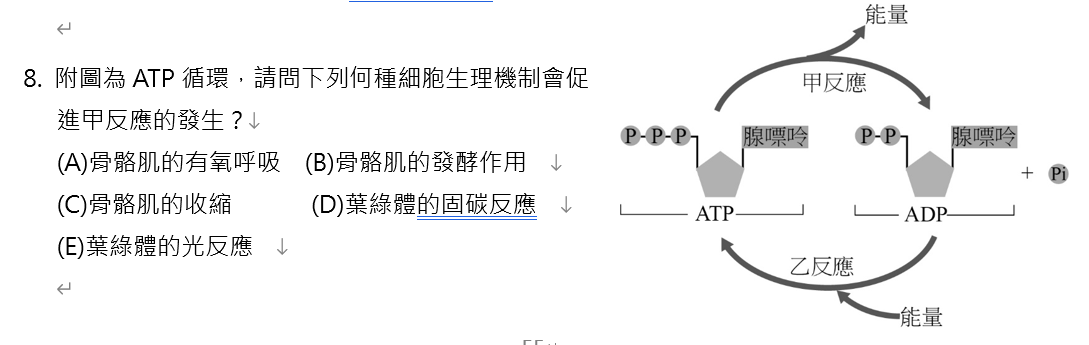 8. 附圖為 ATP 循環，請問下列何種細胞生理機制會促
進甲反應的發生？↓
(A)骨骼肌的有氧呼吸 (B)骨骼肌的發酵作用 ↓
(C)骨骼肌的收縮 (D)葉綠體的固碳反應 ↓
(E)葉綠體的光反應 ↓
能量
甲反應
P-P-P 腺嘌呤 P-P 腺嘌呤
+ Pi
ATP ADP
乙反應
能量